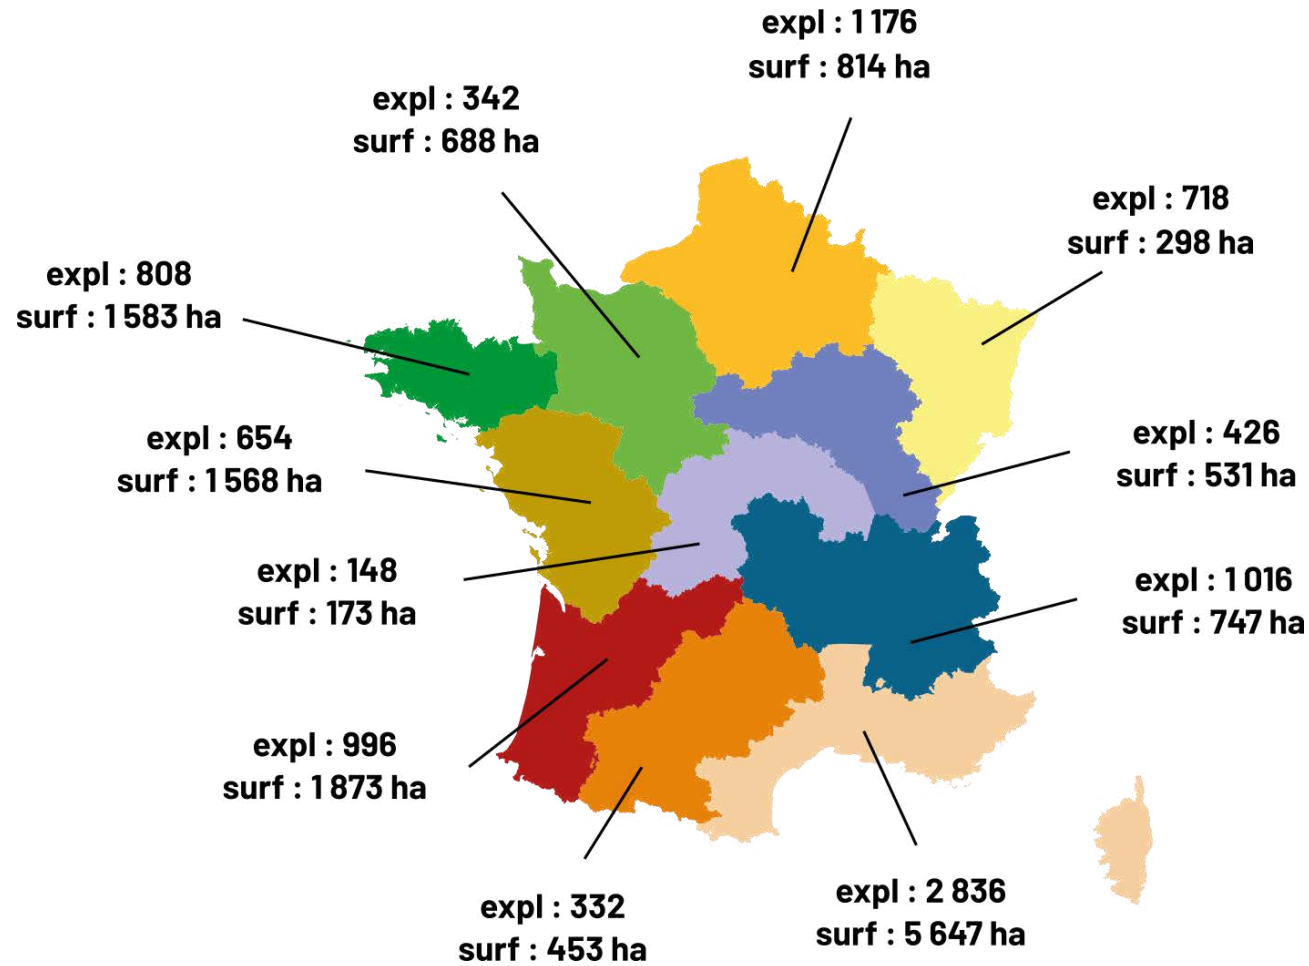 expl : 1 176
surf : 814 ha
expl : 342
surf : 688 ha
expl : 718
surf : 298 ha
expl : 808
surf : 1 583 ha
expl : 654
surf : 1 568 ha
expl : 426
surf : 531 ha
expl : 148
surf : 173 ha
expl : 1 016
surf : 747 ha
expl : 996
surf : 1 873 ha
expl : 332
surf : 453 ha
expl : 2 836
surf : 5 647 ha